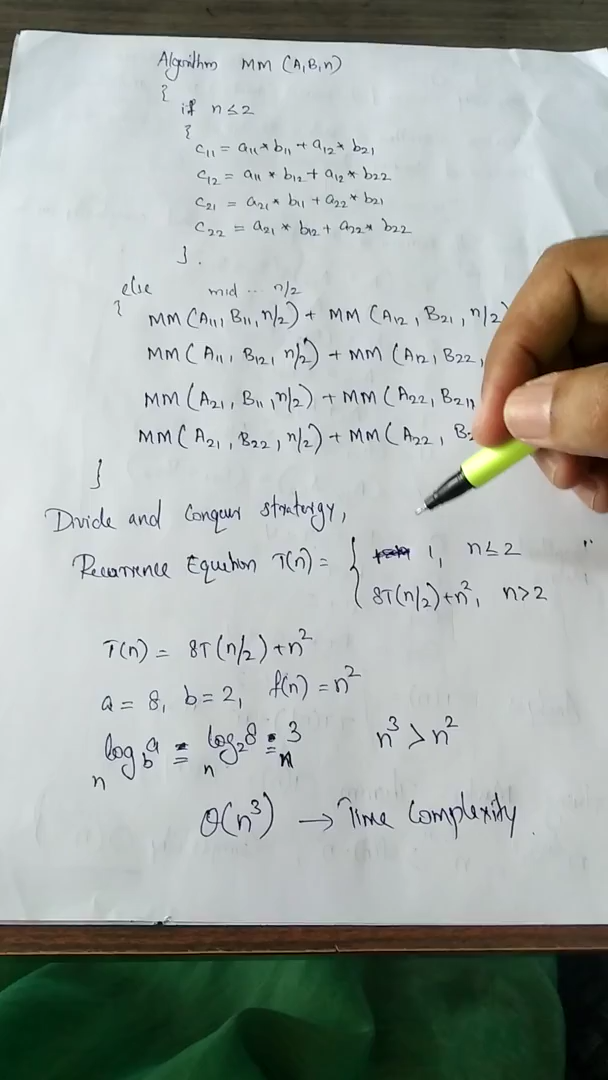 Algorithm MM (A,B,n)
{
if n ≤ 2
{
c₁₁ = a₁₁ * b₁₁ + a₁₂ * b₂₁
c₁₂ = a₁₁ * b₁₂ + a₁₂ * b₂₂
c₂₁ = a₂₁ * b₁₁ + a₂₂ * b₂₁
c₂₂ = a₂₁ * b₁₂ + a₂₂ * b₂₂
} .
else mid ... n/2
{
MM (A₁₁, B₁₁, n/2) + MM (A₁₂, B₂₁, n/2)
MM (A₁₁, B₁₂, n/2) + MM (A₁₂, B₂₂,
MM (A₂₁, B₁₁, n/2) + MM (A₂₂, B₂₁,
MM (A₂₁, B₂₂, n/2) + MM (A₂₂, B
}
Divide and Conquer stratergy,
Recurrence Equation T(n) = { 1, n ≤ 2
8T(n/2) + n², n > 2
T(n) = 8T(n/2) + n²
a = 8, b = 2, f(n) = n²
n^log_b a = n^log₂8 = n³ n³ > n²
Θ(n³) → Time Complexity.